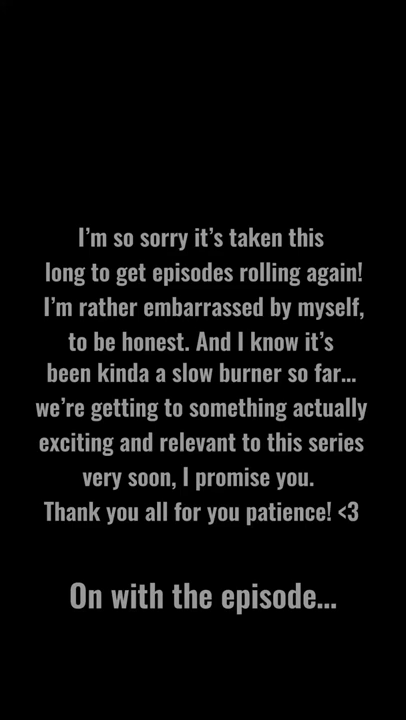 I’m so sorry it’s taken this
long to get episodes rolling again!
I’m rather embarrassed by myself,
to be honest. And I know it’s
been kinda a slow burner so far...
we’re getting to something actually
exciting and relevant to this series
very soon, I promise you.
Thank you all for you patience! <3
On with the episode...